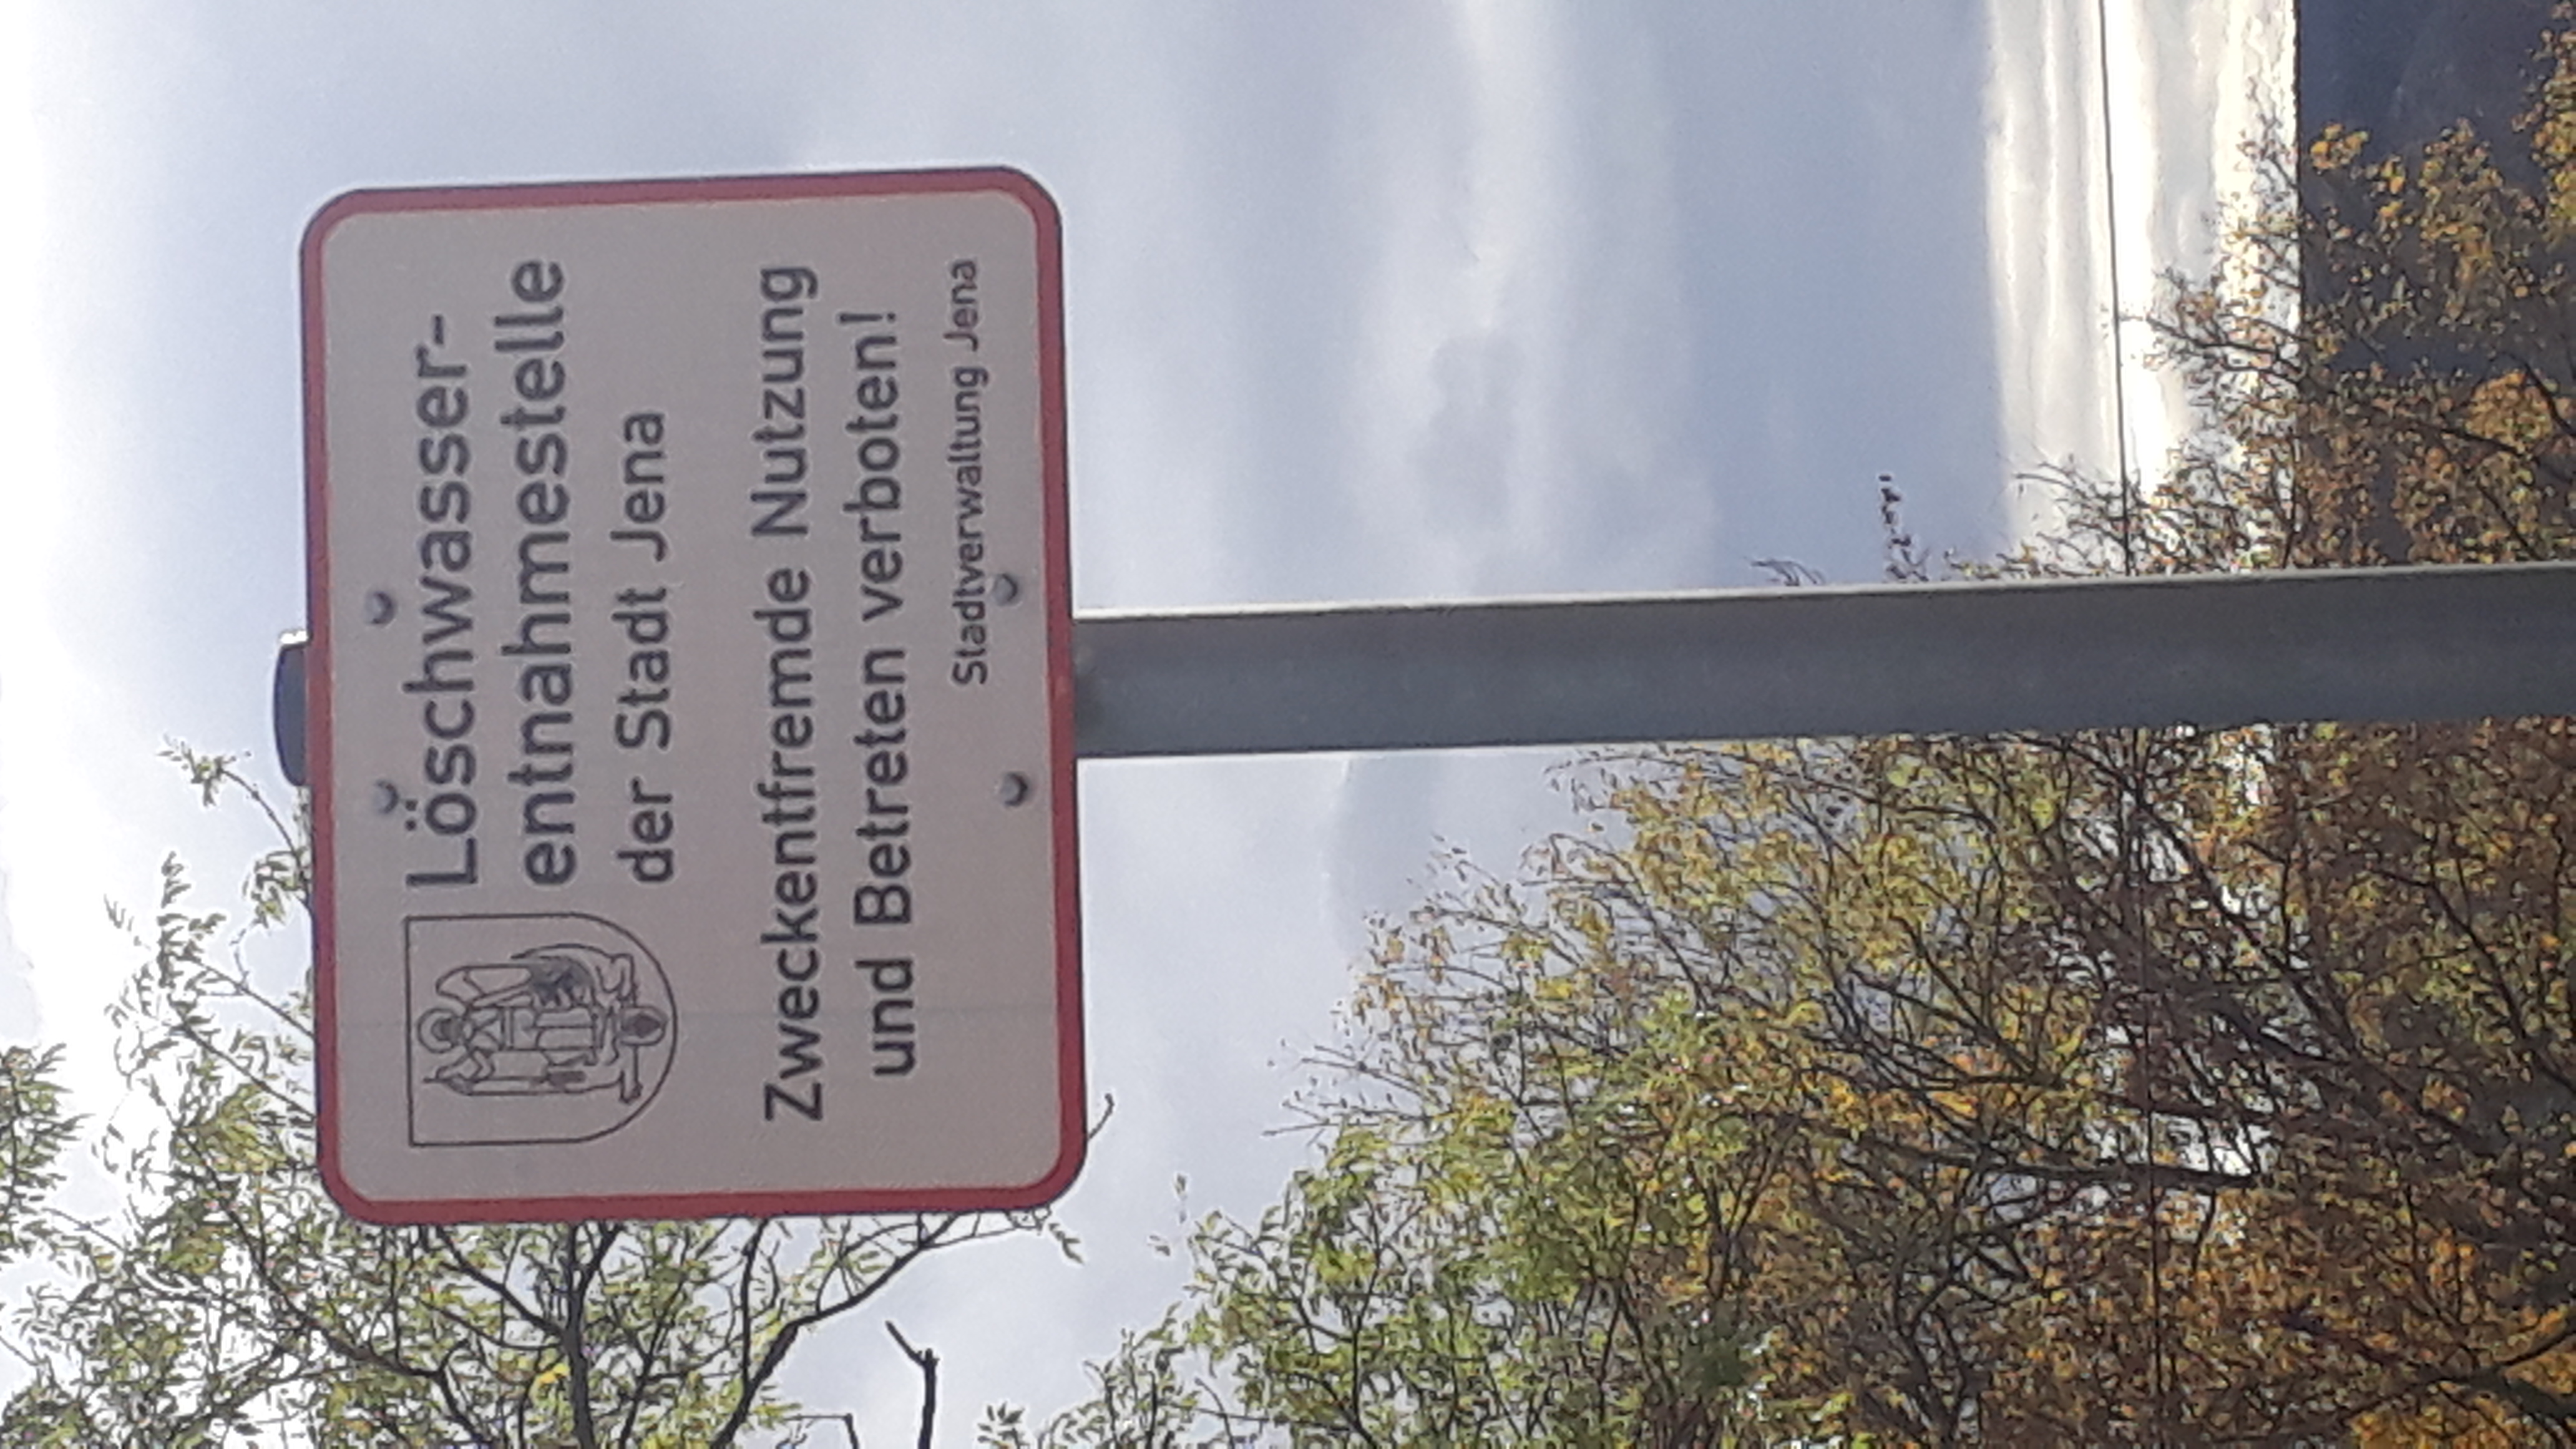 Löschwasser-
entnahmestelle
der Stadt Jena
Zweckentfremde Nutzung
und Betreten verboten!
Stadtverwaltung Jena